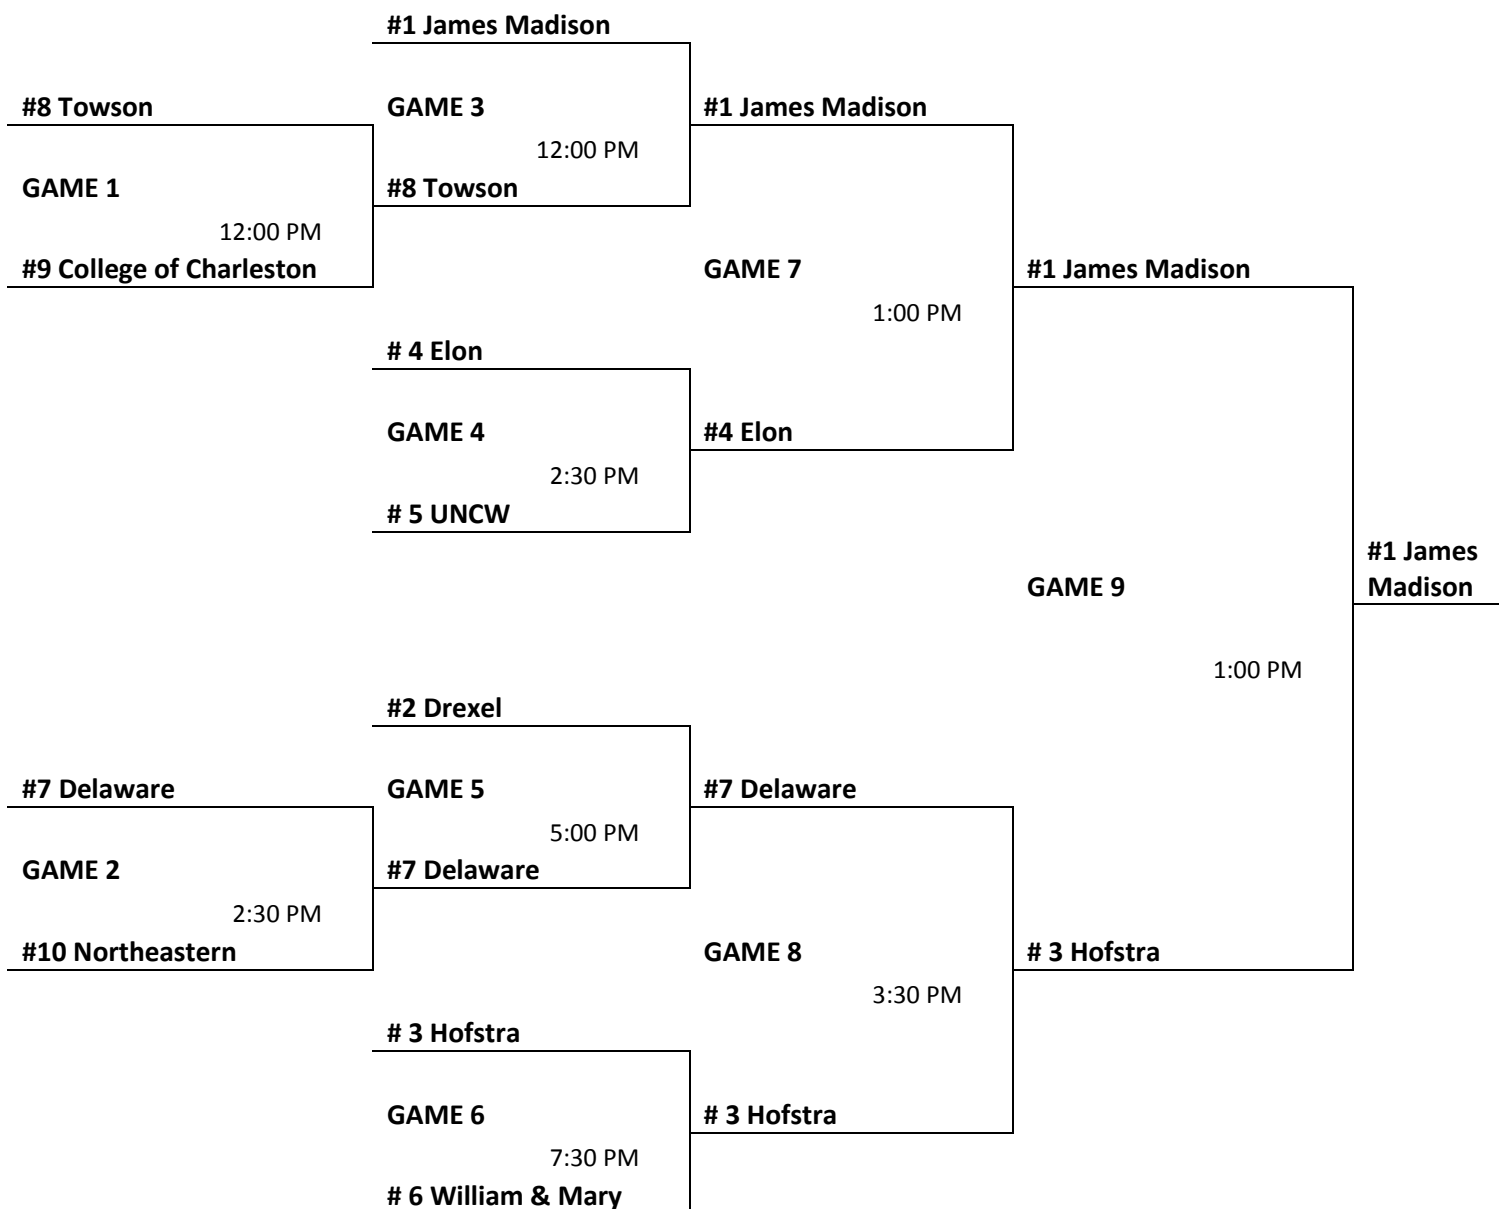 #1 James Madison
#8 Towson
GAME 3
#1 James Madison
12:00 PM
GAME 1
#8 Towson
12:00 PM
#9 College of Charleston
GAME 7
#1 James Madison
1:00 PM
# 4 Elon
GAME 4
#4 Elon
2:30 PM
# 5 UNCW
#1 James
Madison
GAME 9
1:00 PM
#2 Drexel
#7 Delaware
GAME 5
#7 Delaware
5:00 PM
GAME 2
#7 Delaware
2:30 PM
#10 Northeastern
GAME 8
# 3 Hofstra
3:30 PM
# 3 Hofstra
GAME 6
# 3 Hofstra
7:30 PM
# 6 William & Mary